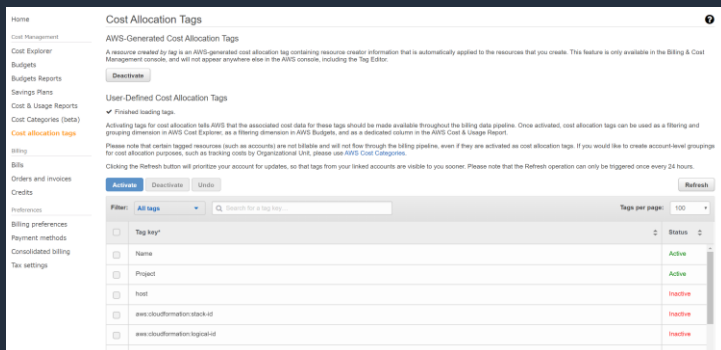 Home
Cost Management
Cost Explorer
Budgets
Budgets Reports
Savings Plans
Cost & Usage Reports
Cost Categories (beta)
Cost allocation tags
Billing
Bills
Orders and invoices
Credits
Preferences
Billing preferences
Payment methods
Consolidated billing
Tax settings
Cost Allocation Tags
?
AWS-Generated Cost Allocation Tags
A resource created by tag is an AWS-generated cost allocation tag containing resource creator information that is automatically applied to the resources that you create. This feature is only available in the Billing & Cost
Management console, and will not appear anywhere else in the AWS console, including the Tag Editor.
Deactivate
User-Defined Cost Allocation Tags
✓ Finished loading tags.
Activating tags for cost allocation tells AWS that the associated cost data for these tags should be made available throughout the billing data pipeline. Once activated, cost allocation tags can be used as a filtering and
grouping dimension in AWS Cost Explorer, as a filtering dimension in AWS Budgets, and as a dedicated column in the AWS Cost & Usage Report.
Please note that certain tagged resources (such as accounts) are not billable and will not flow through the billing pipeline, even if they are activated as cost allocation tags. If you would like to create account-level groupings
for cost allocation purposes, such as tracking costs by Organizational Unit, please use AWS Cost Categories.
Clicking the Refresh button will prioritize your account for updates, so that tags from your linked accounts are visible to you sooner. Please note that the Refresh operation can only be triggered once every 24 hours.
Activate Deactivate Undo Refresh
Filter: All tags Search for a tag key... Tags per page: 100
Tag key* Status
Name Active
Project Active
host Inactive
aws:cloudformation:stack-id Inactive
aws:cloudformation:logical-id Inactive